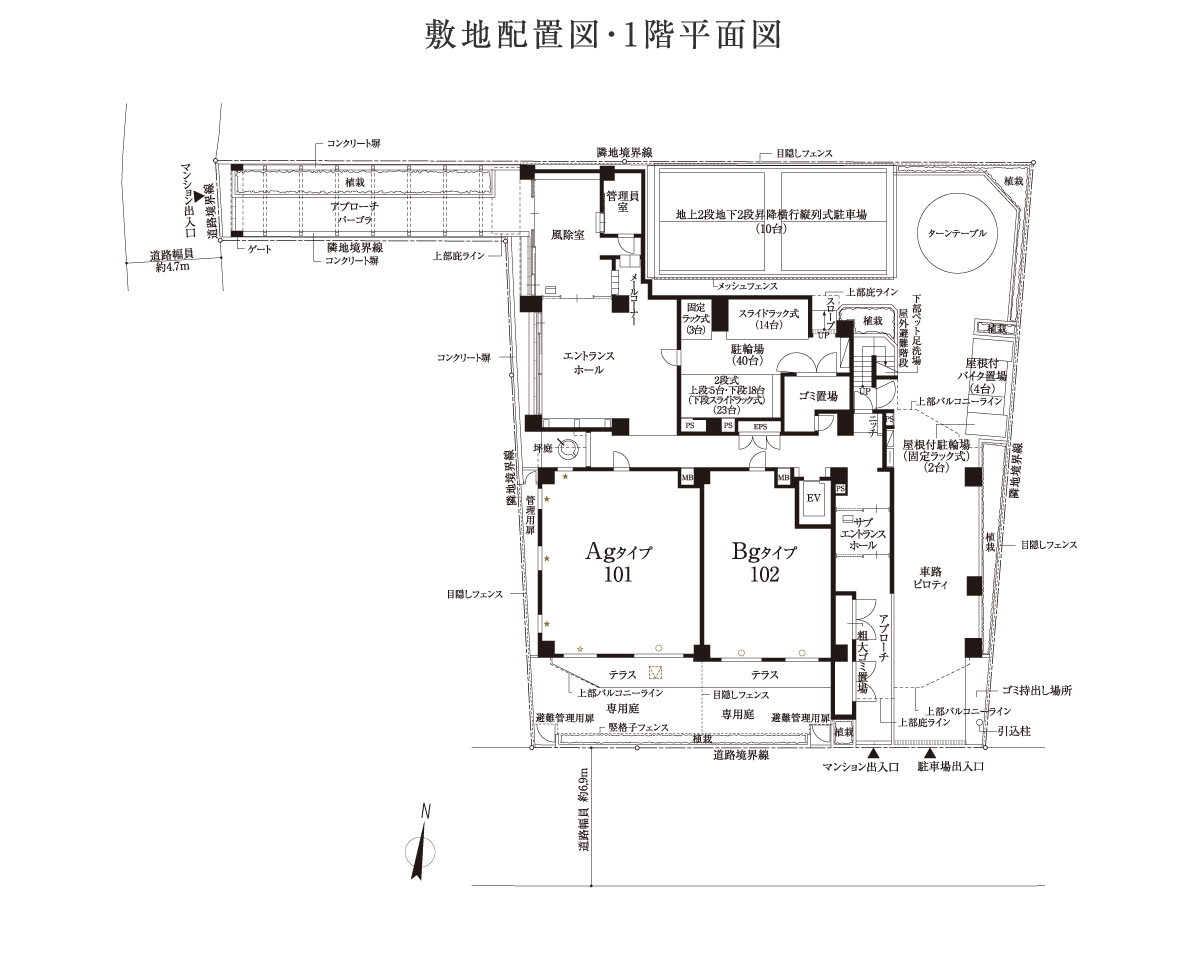 敷地配置図・1階平面図
コンクリート塀
隣地境界線
目隠しフェンス
マンション出入口
道路境界線
植栽
アプローチ
パーゴラ
管理員
室
地上2段地下2段昇降横行縦列式駐車場
(10台)
植栽
ターンテーブル
風除室
ゲート
隣地境界線
コンクリート塀
上部庇ライン
道路幅員
約4.7m
メールコーナー
メッシュフェンス
上部庇ライン
固定
ラック式
(3台)
スライドラック式
(14台)
スロープ
UP
植栽
屋外避難階段
下部ペット足洗場
植栽
コンクリート塀
エントランス
ホール
駐輪場
(40台)
屋根付
バイク置場
(4台)
2段式
上段:5台・下段:18台
(下段スライドラック式)
(23台)
ゴミ置場
UP
上部バルコニーライン
PS
PS
EPS
ニッチ
PS
坪庭
屋根付駐輪場
(固定ラック式)
(2台)
隣地境界線
隣地境界線
管理用扉
MB
MB
EV
PS
サブ
エントランス
ホール
植栽
目隠しフェンス
Agタイプ
101
Bgタイプ
102
車路
ピロティ
目隠しフェンス
アプローチ
粗大ゴミ置場
テラス
テラス
上部バルコニーライン
目隠しフェンス
ゴミ持出し場所
専用庭
専用庭
上部バルコニーライン
避難管理用扉
竪格子フェンス
避難管理用扉
上部庇ライン
引込柱
植栽
植栽
道路境界線
マンション出入口
駐車場出入口
道路幅員 約6.9m
N